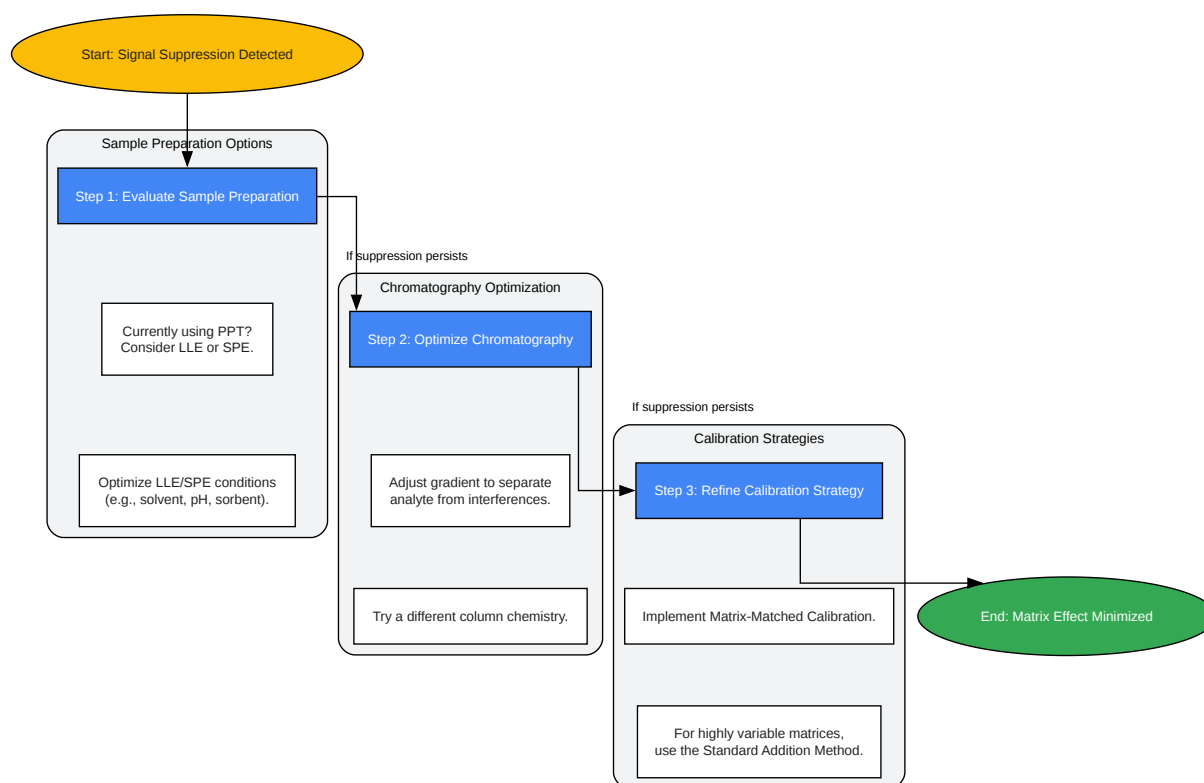 Start: Signal Suppression Detected
Sample Preparation Options
Step 1: Evaluate Sample Preparation
Currently using PPT?
Consider LLE or SPE.
Optimize LLE/SPE conditions
(e.g., solvent, pH, sorbent).
If suppression persists
Chromatography Optimization
Step 2: Optimize Chromatography
Adjust gradient to separate
analyte from interferences.
Try a different column chemistry.
If suppression persists
Calibration Strategies
Step 3: Refine Calibration Strategy
Implement Matrix-Matched Calibration.
For highly variable matrices,
use the Standard Addition Method.
End: Matrix Effect Minimized